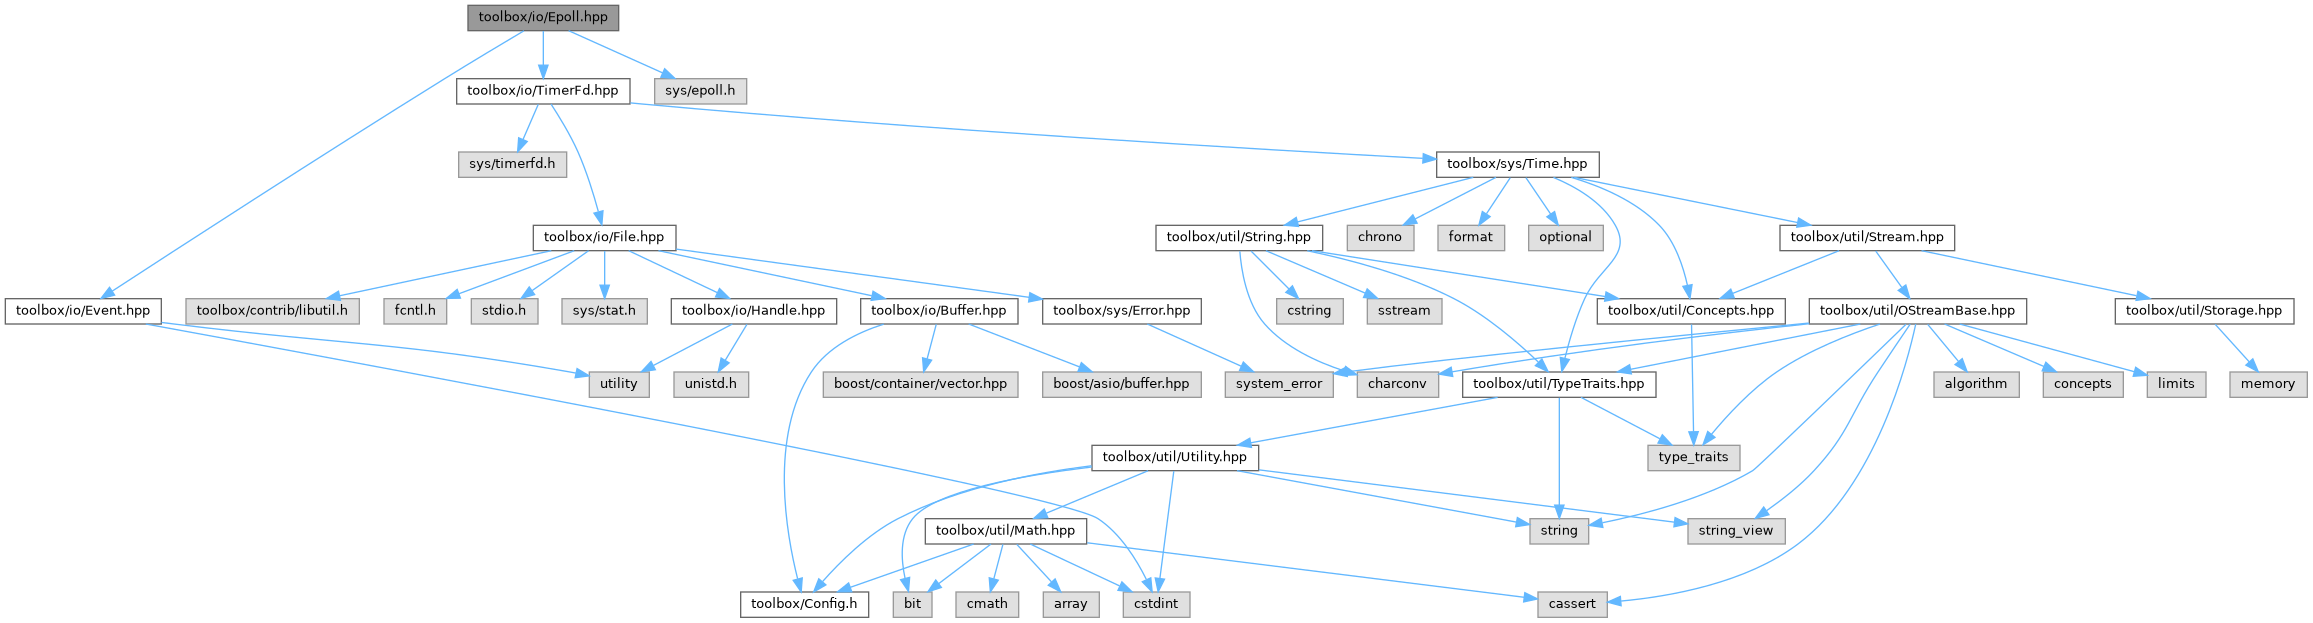 toolbox/io/Epoll.hpp
toolbox/io/TimerFd.hpp
sys/epoll.h
sys/timerfd.h
toolbox/sys/Time.hpp
toolbox/io/File.hpp
toolbox/util/String.hpp
chrono
format
optional
toolbox/util/Stream.hpp
toolbox/io/Event.hpp
toolbox/contrib/libutil.h
fcntl.h
stdio.h
sys/stat.h
toolbox/io/Handle.hpp
toolbox/io/Buffer.hpp
toolbox/sys/Error.hpp
cstring
sstream
toolbox/util/Concepts.hpp
toolbox/util/OStreamBase.hpp
toolbox/util/Storage.hpp
utility
unistd.h
boost/container/vector.hpp
boost/asio/buffer.hpp
system_error
charconv
toolbox/util/TypeTraits.hpp
algorithm
concepts
limits
memory
toolbox/util/Utility.hpp
type_traits
toolbox/util/Math.hpp
string
string_view
toolbox/Config.h
bit
cmath
array
cstdint
cassert